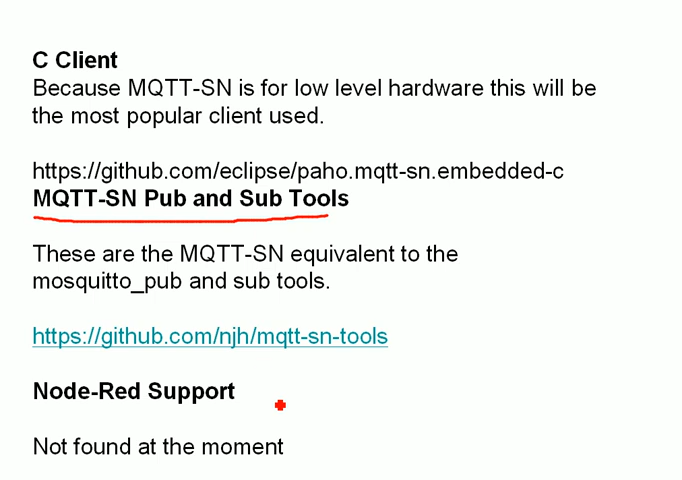 C Client
Because MQTT-SN is for low level hardware this will be
the most popular client used.
https://github.com/eclipse/paho.mqtt-sn.embedded-c
MQTT-SN Pub and Sub Tools
These are the MQTT-SN equivalent to the
mosquitto_pub and sub tools.
https://github.com/njh/mqtt-sn-tools
Node-Red Support
Not found at the moment